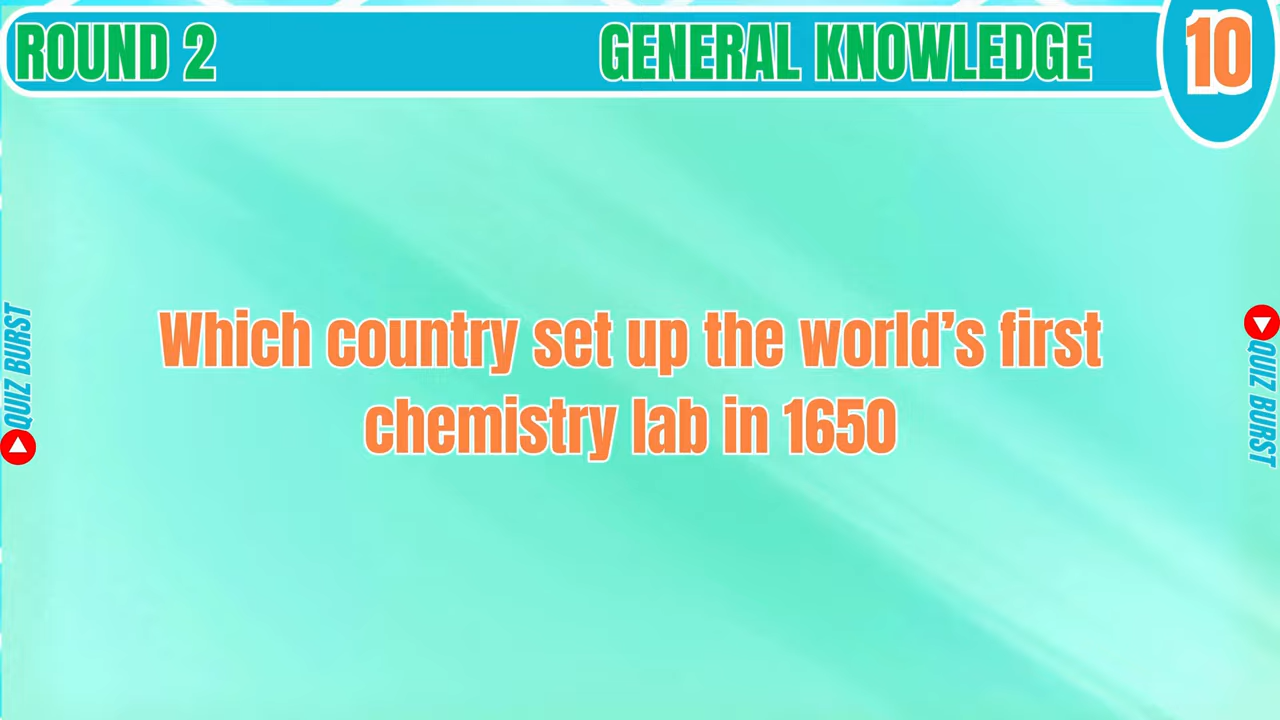 ROUND 2
GENERAL KNOWLEDGE
10
Which country set up the world’s first
chemistry lab in 1650
QUIZ BURST
QUIZ BURST